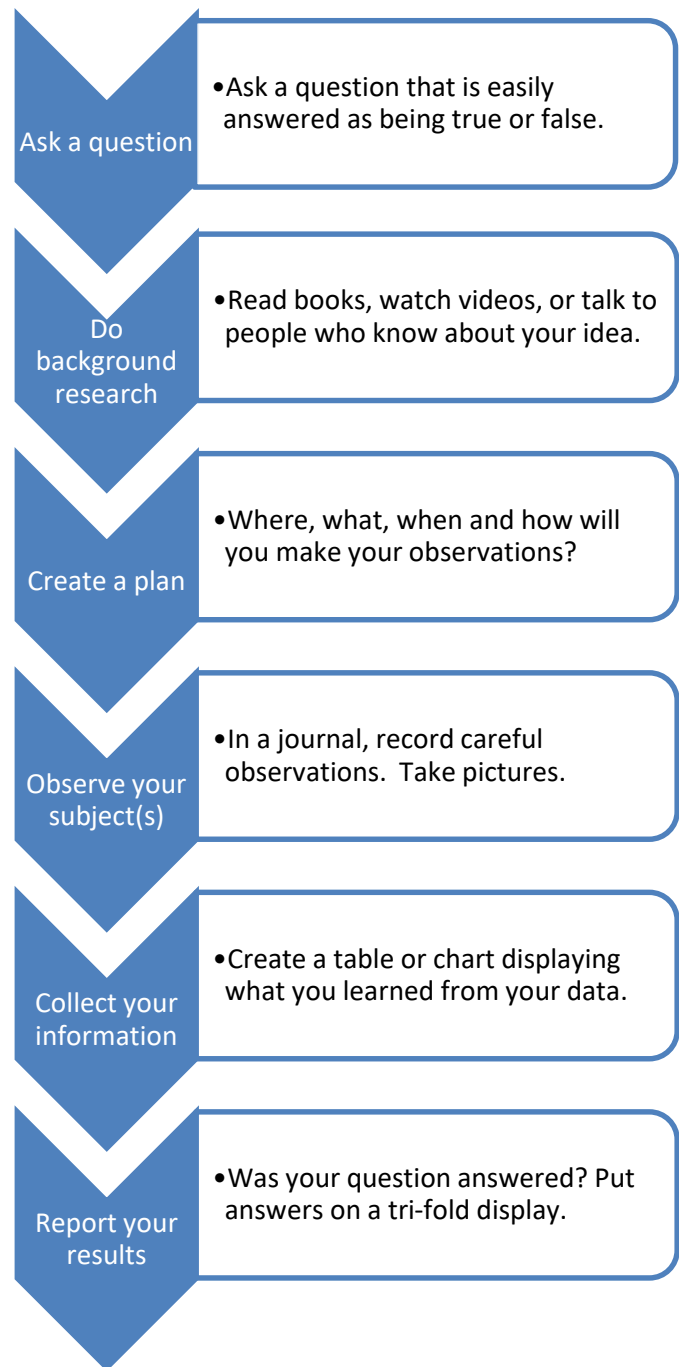 Ask a question
•Ask a question that is easily
answered as being true or false.
Do
background
research
•Read books, watch videos, or talk to
people who know about your idea.
Create a plan
•Where, what, when and how will
you make your observations?
Observe your
subject(s)
•In a journal, record careful
observations.  Take pictures.
Collect your
information
•Create a table or chart displaying
what you learned from your data.
Report your
results
•Was your question answered? Put
answers on a tri-fold display.